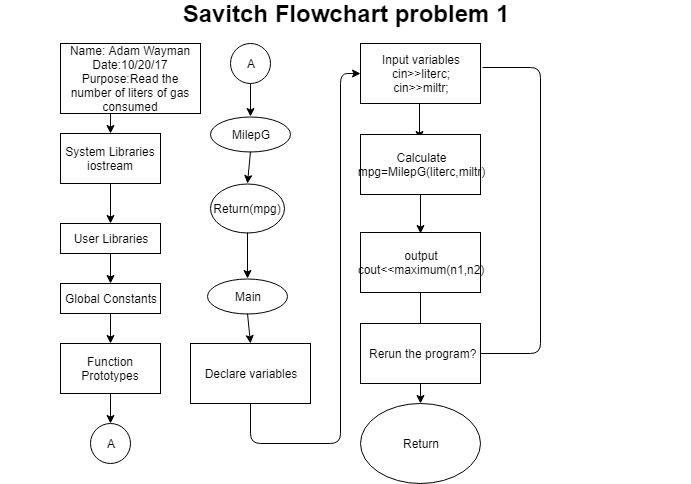 Savitch Flowchart problem 1
Name: Adam Wayman
Date:10/20/17
Purpose:Read the
number of liters of gas
consumed
System Libraries
iostream
User Libraries
Global Constants
Function
Prototypes
A
A
MilepG
Return(mpg)
Main
Declare variables
Input variables
cin>>literc;
cin>>miltr;
Calculate
mpg=MilepG(literc,miltr)
output
cout<<maximum(n1,n2)
Rerun the program?
Return